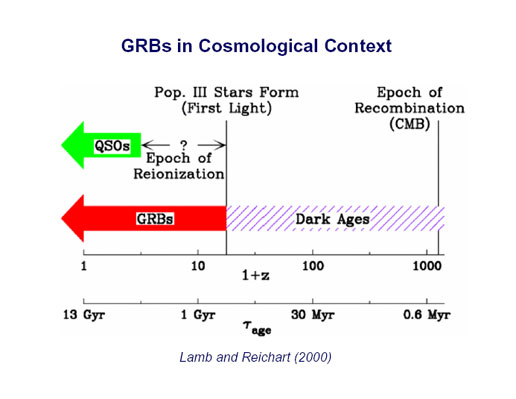 GRBs in Cosmological Context
Pop. III Stars Form
(First Light)
Epoch of
Recombination
(CMB)
QSOs
?
Epoch of
Reionization
GRBs
Dark Ages
1 10 100 1000
1+z
13 Gyr 1 Gyr 30 Myr 0.6 Myr
τage
Lamb and Reichart (2000)